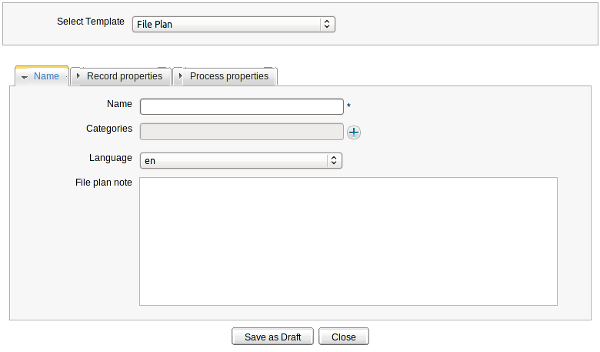 Select Template File Plan
Name Record properties Process properties
Name *
Categories
Language en
File plan note
Save as Draft Close